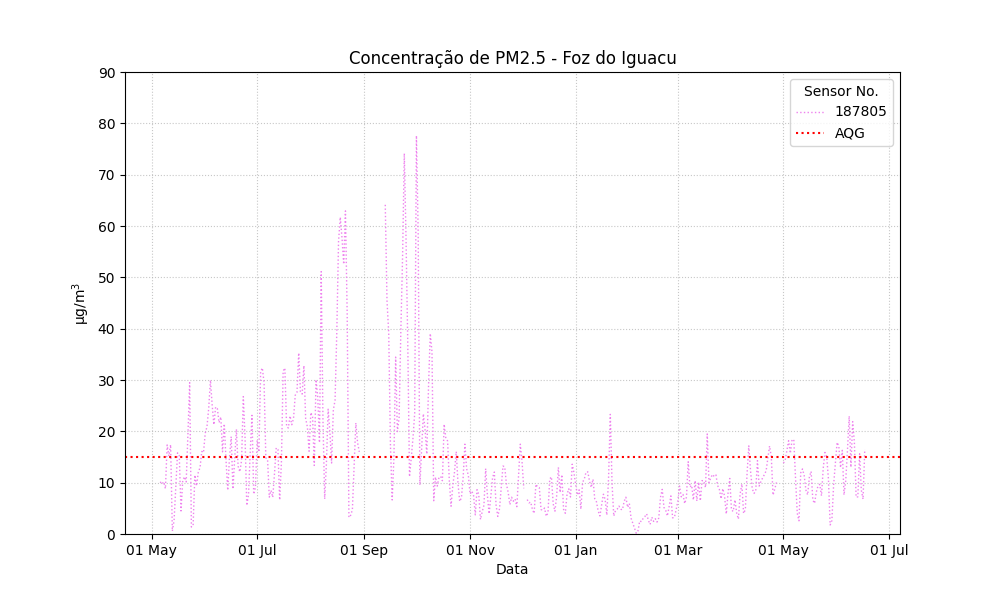 Concentração de PM2.5 - Foz do Iguacu
90
80
70
60
50
40
30
20
10
0
µg/m³
Sensor No.
187805
AQG
01 May
01 Jul
01 Sep
01 Nov
01 Jan
01 Mar
01 May
01 Jul
Data